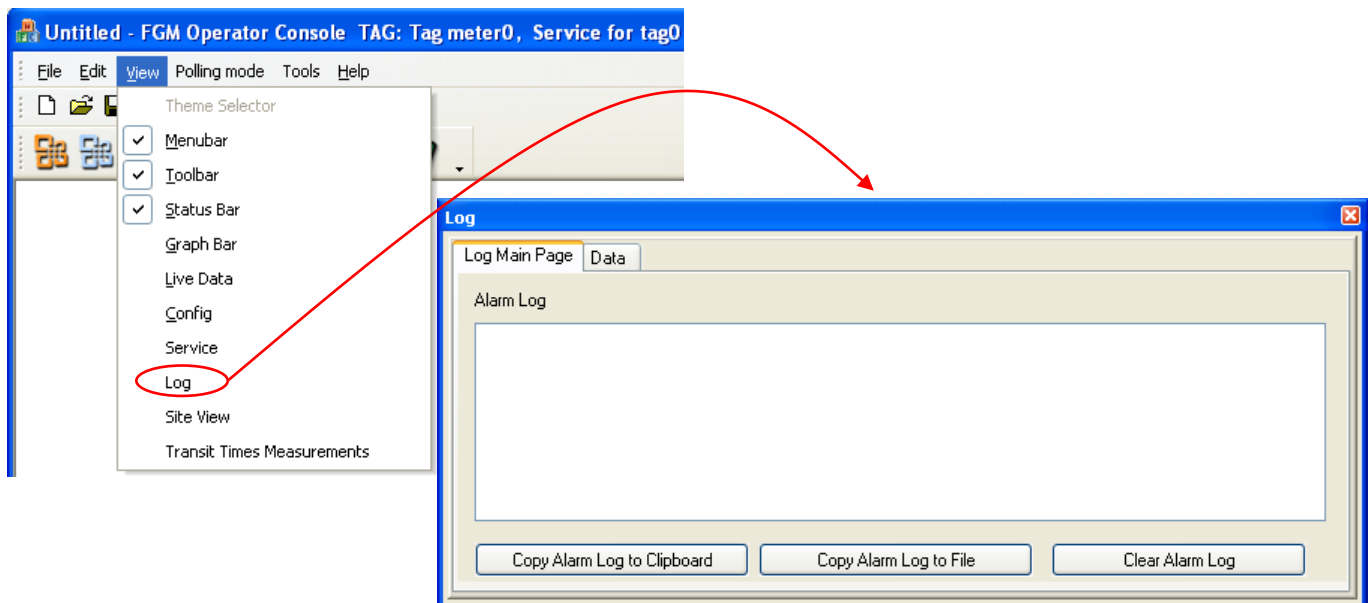 Untitled - FGM Operator Console TAG: Tag meter0, Service for tag0
File Edit View Polling mode Tools Help
Theme Selector
Menubar
Toolbar
Status Bar
Graph Bar
Live Data
Config
Service
Log
Site View
Transit Times Measurements
Log
Log Main Page Data
Alarm Log
Copy Alarm Log to Clipboard Copy Alarm Log to File Clear Alarm Log